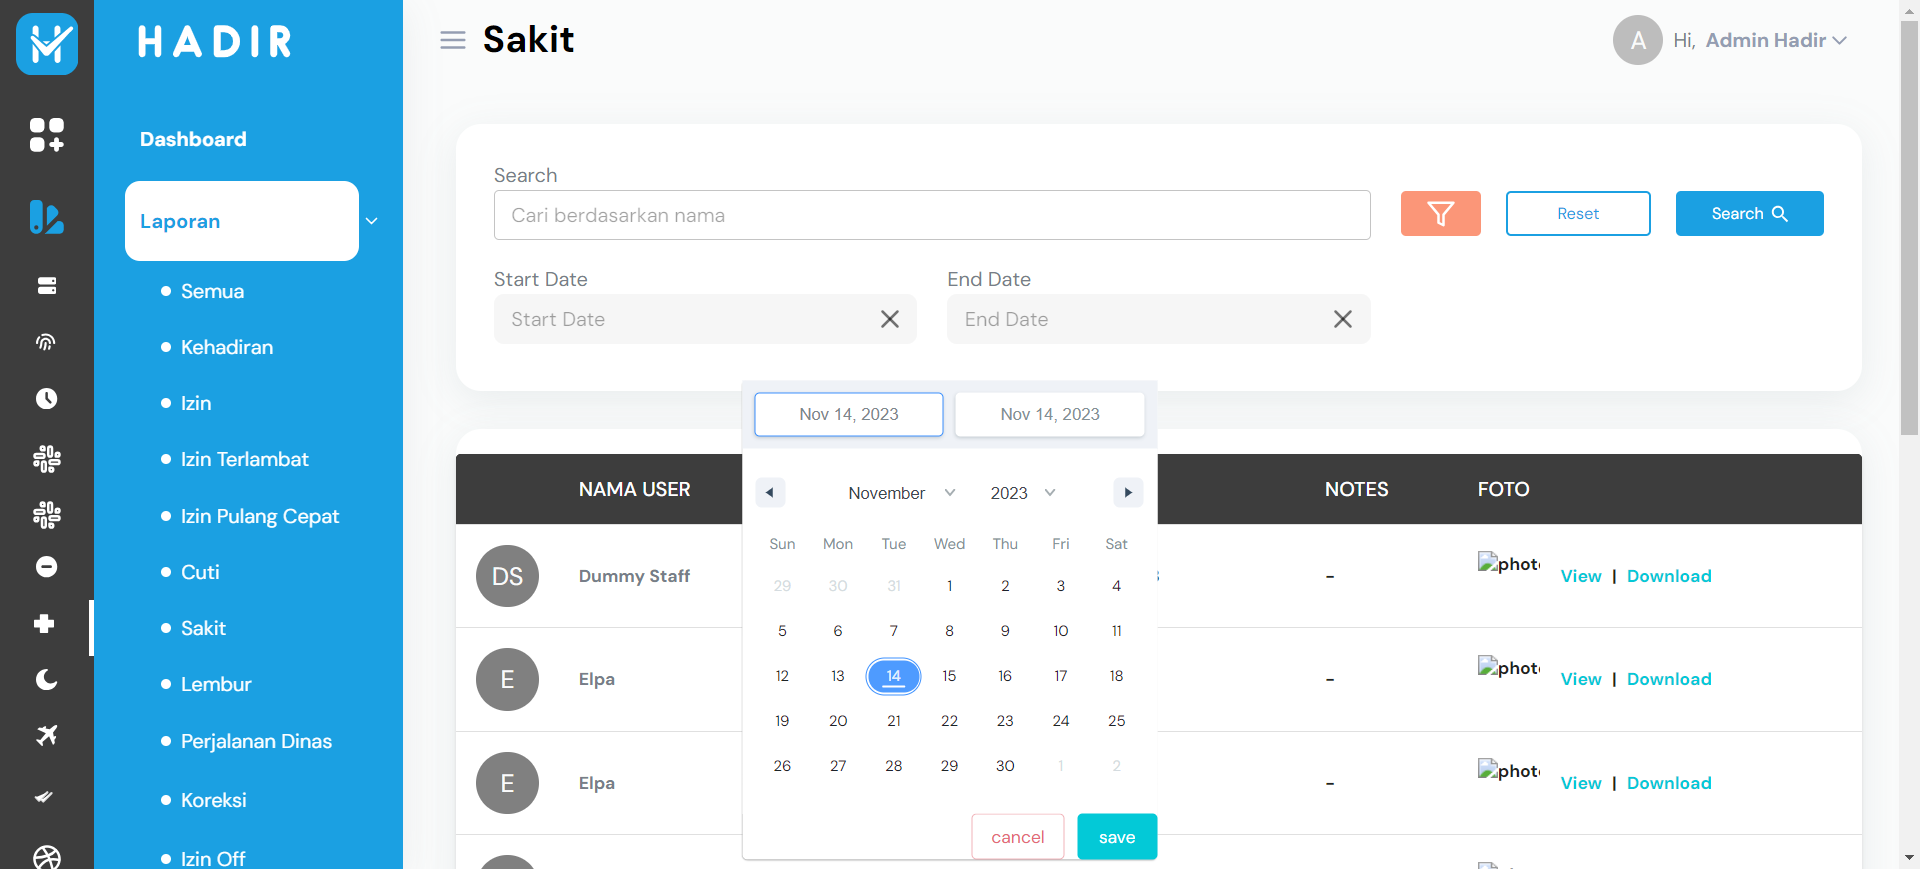 HADIR
Sakit
A
Hi, Admin Hadir
Dashboard
Laporan
Semua
Kehadiran
Izin
Izin Terlambat
Izin Pulang Cepat
Cuti
Sakit
Lembur
Perjalanan Dinas
Koreksi
Izin Off
Search
Cari berdasarkan nama
Reset
Search
Start Date
End Date
Start Date
End Date
Nov 14, 2023
Nov 14, 2023
November
2023
Sun Mon Tue Wed Thu Fri Sat
29 30 31 1 2 3 4
5 6 7 8 9 10 11
12 13 14 15 16 17 18
19 20 21 22 23 24 25
26 27 28 29 30 1 2
cancel
save
NAMA USER
NOTES
FOTO
DS
Dummy Staff
-
phot
View | Download
E
Elpa
-
phot
View | Download
E
Elpa
-
phot
View | Download